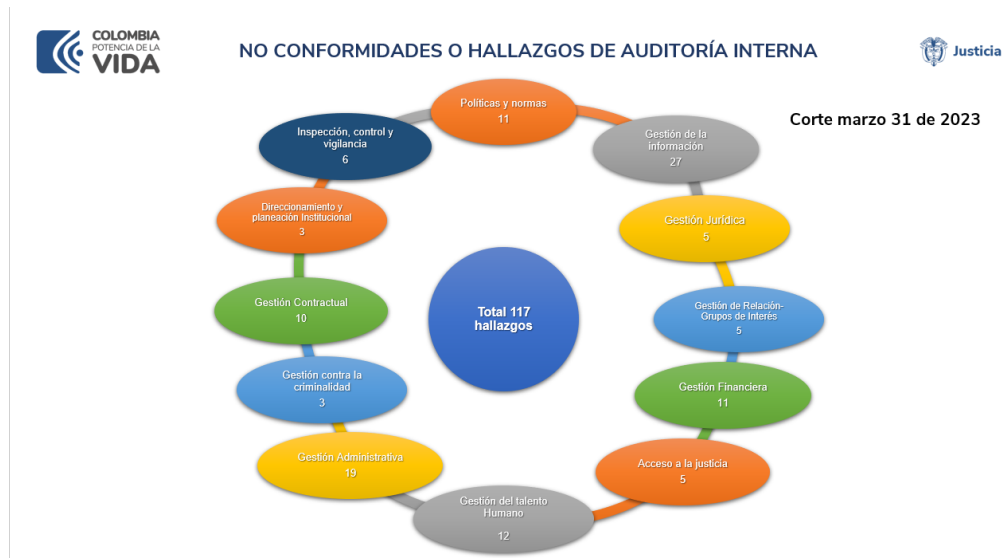 COLOMBIA
POTENCIA DE LA
VIDA
NO CONFORMIDADES O HALLAZGOS DE AUDITORÍA INTERNA
Justicia
Corte marzo 31 de 2023
Políticas y normas
11
Gestión de la
información
27
Gestión Jurídica
5
Gestión de Relación-
Grupos de Interés
5
Gestión Financiera
11
Acceso a la justicia
5
Gestión del talento
Humano
12
Gestión Administrativa
19
Gestión contra la
criminalidad
3
Gestión Contractual
10
Direccionamiento y
planeación Institucional
3
Inspección, control y
vigilancia
6
Total 117
hallazgos